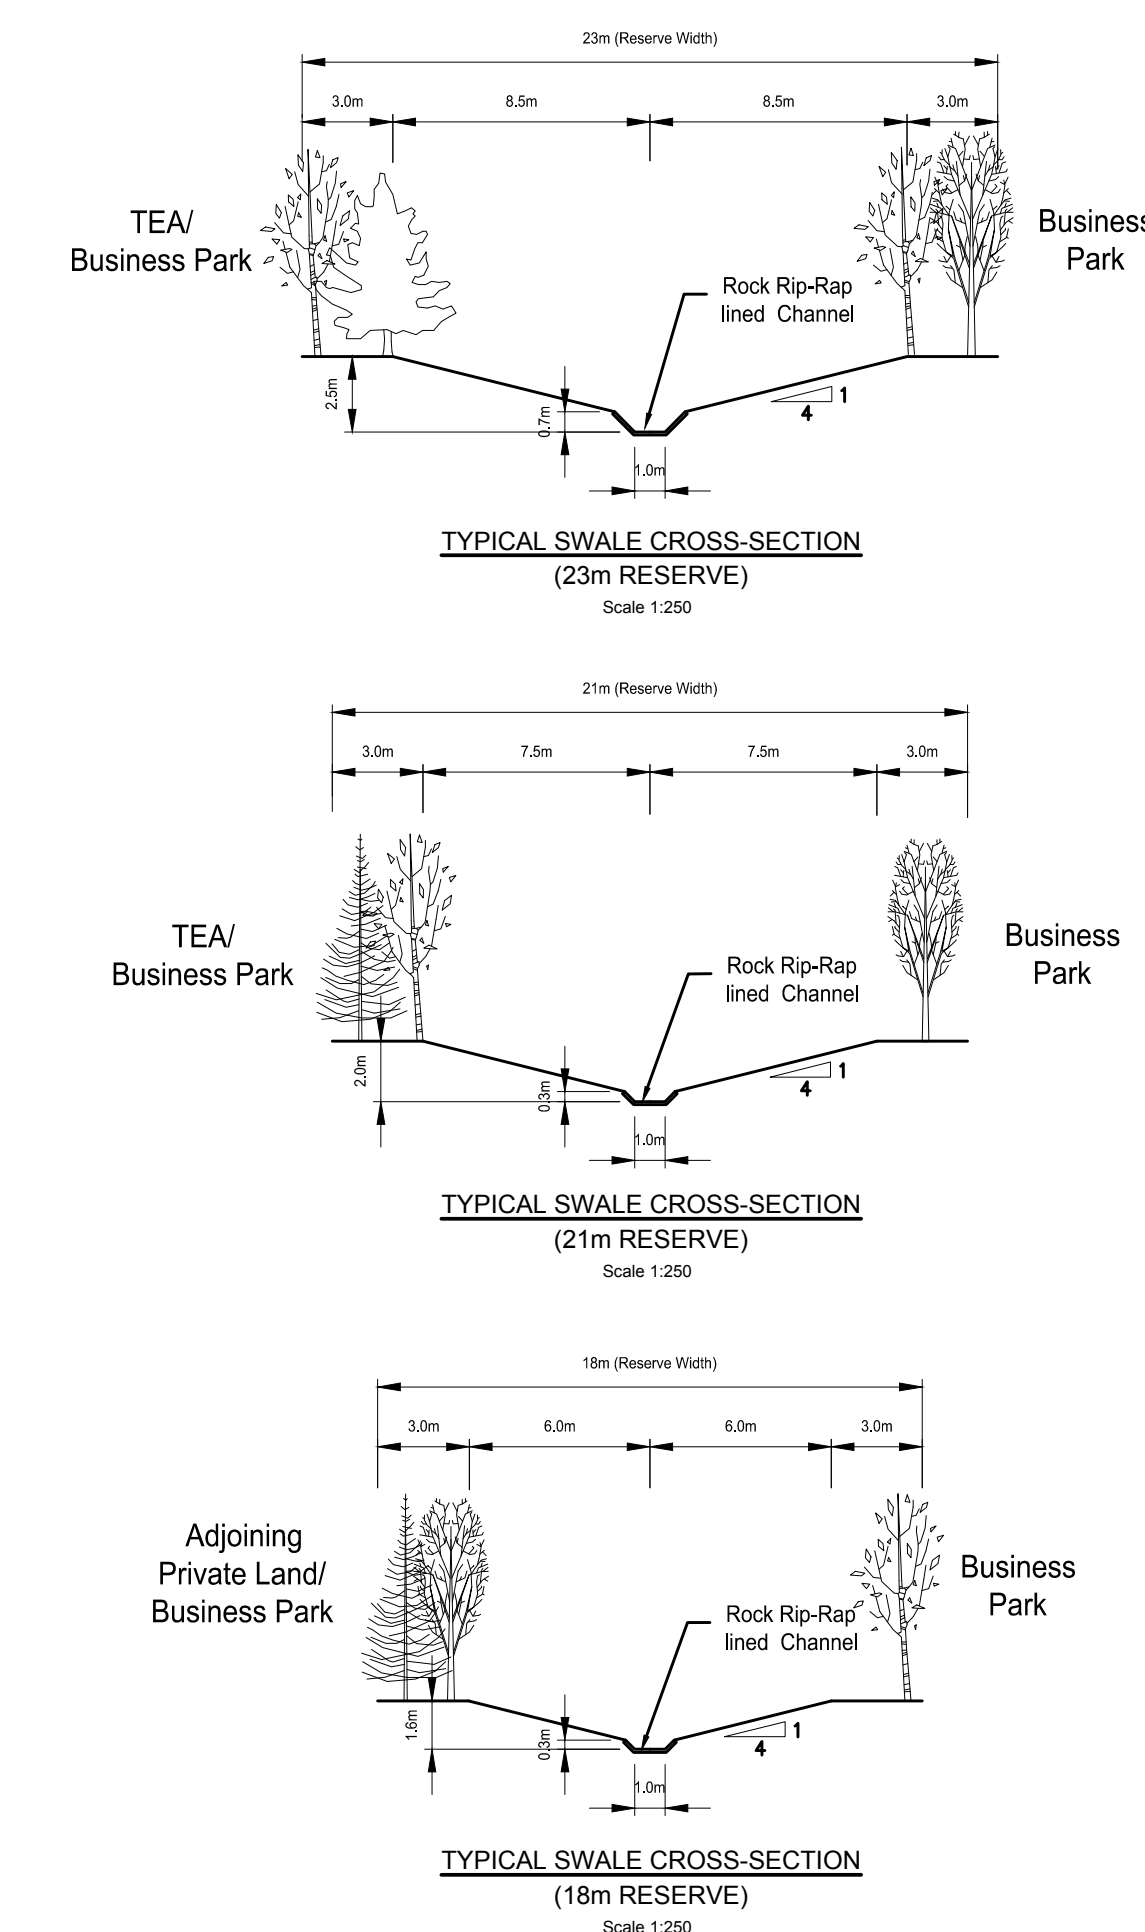 23m (Reserve Width)
3.0m 8.5m 8.5m 3.0m
TEA/
Business Park
Business
Park
Rock Rip-Rap
lined Channel
2.5m
0.7m
1
4
1.0m
TYPICAL SWALE CROSS-SECTION
(23m RESERVE)
Scale 1:250
21m (Reserve Width)
3.0m 7.5m 7.5m 3.0m
TEA/
Business Park
Business
Park
Rock Rip-Rap
lined Channel
2.0m
0.3m
1
4
1.0m
TYPICAL SWALE CROSS-SECTION
(21m RESERVE)
Scale 1:250
18m (Reserve Width)
3.0m 6.0m 6.0m 3.0m
Adjoining
Private Land/
Business Park
Business
Park
Rock Rip-Rap
lined Channel
1.6m
0.3m
1
4
1.0m
TYPICAL SWALE CROSS-SECTION
(18m RESERVE)
Scale 1:250